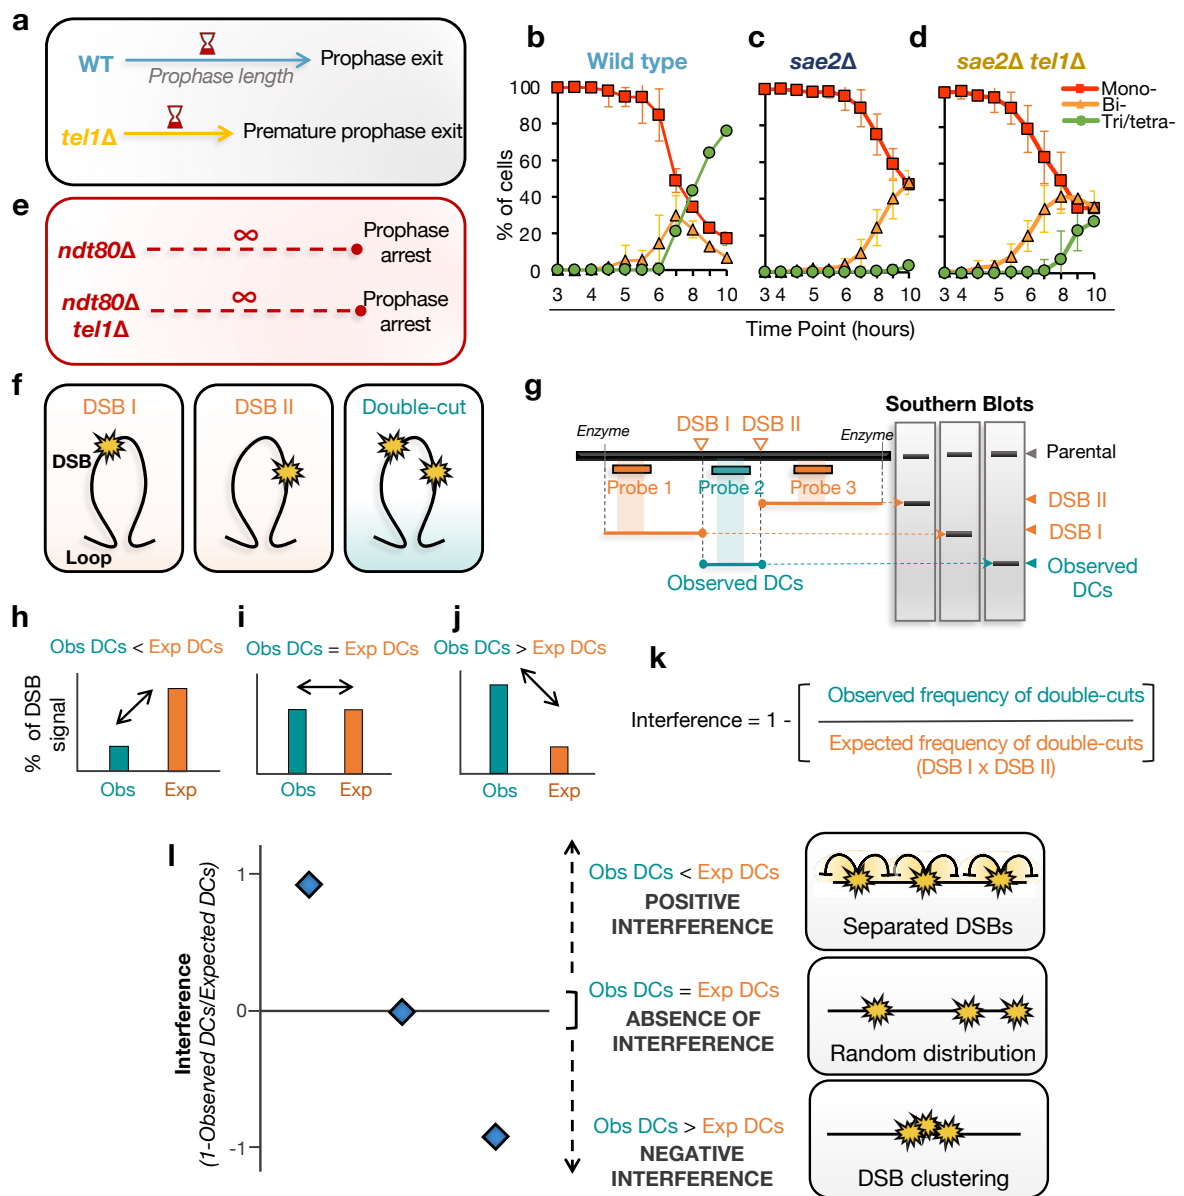 a
WT
Prophase length
Prophase exit
tel1Δ
Premature prophase exit
b
Wild type
c
sae2Δ
d
sae2Δ tel1Δ
Mono-
Bi-
Tri/tetra-
% of cells
100
80
60
40
20
0
3 4 5 6 8 10
3 4 6 8 10
3 4 6 8 10
Time Point (hours)
e
ndt80Δ
∞
Prophase
arrest
ndt80Δ
tel1Δ
∞
Prophase
arrest
f
DSB I
DSB
Loop
DSB II
Double-cut
g
Southern Blots
Enzyme
DSB I
DSB II
Enzyme
Probe 1
Probe 2
Probe 3
Observed DCs
Parental
DSB II
DSB I
Observed
DCs
h
Obs DCs < Exp DCs
% of DSB
signal
Obs
Exp
i
Obs DCs = Exp DCs
Obs
Exp
j
Obs DCs > Exp DCs
Obs
Exp
k
Interference = 1 -
Observed frequency of double-cuts
Expected frequency of double-cuts
(DSB I x DSB II)
l
Interference
(1-Observed DCs/Expected DCs)
1
0
-1
Obs DCs < Exp DCs
POSITIVE
INTERFERENCE
Separated DSBs
Obs DCs = Exp DCs
ABSENCE OF
INTERFERENCE
Random distribution
Obs DCs > Exp DCs
NEGATIVE
INTERFERENCE
DSB clustering